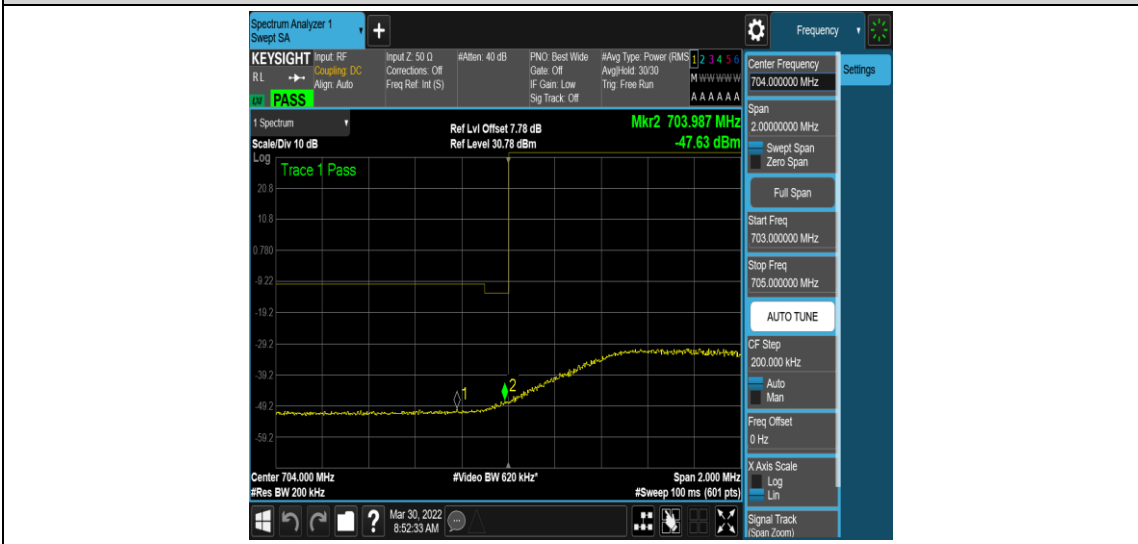 Spectrum Analyzer 1
Swept SA
+
Frequency
KEYSIGHT
RL
PASS
Input: RF
Coupling: DC
Align: Auto
Input Z: 50 Ω
Corrections: Off
Freq Ref: Int (S)
#Atten: 40 dB
PNO: Best Wide
Gate: Off
IF Gain: Low
Sig Track: Off
#Avg Type: Power (RMS
Avg|Hold: 30/30
Trig: Free Run
1 2 3 4 5 6
M W W W W W
A A A A A A
1 Spectrum
Scale/Div 10 dB
Ref Lvl Offset 7.78 dB
Ref Level 30.78 dBm
Mkr2 703.987 MHz
-47.63 dBm
Log
Trace 1 Pass
20.8
10.8
0.780
-9.22
-19.2
-29.2
-39.2
-49.2
-59.2
1
2
Center 704.000 MHz
#Res BW 200 kHz
#Video BW 620 kHz*
Span 2.000 MHz
#Sweep 100 ms (601 pts)
?
Mar 30, 2022
8:52:33 AM
Center Frequency
704.000000 MHz
Settings
Span
2.00000000 MHz
Swept Span
Zero Span
Full Span
Start Freq
703.000000 MHz
Stop Freq
705.000000 MHz
AUTO TUNE
CF Step
200.000 kHz
Auto
Man
Freq Offset
0 Hz
X Axis Scale
Log
Lin
Signal Track
(Span Zoom)